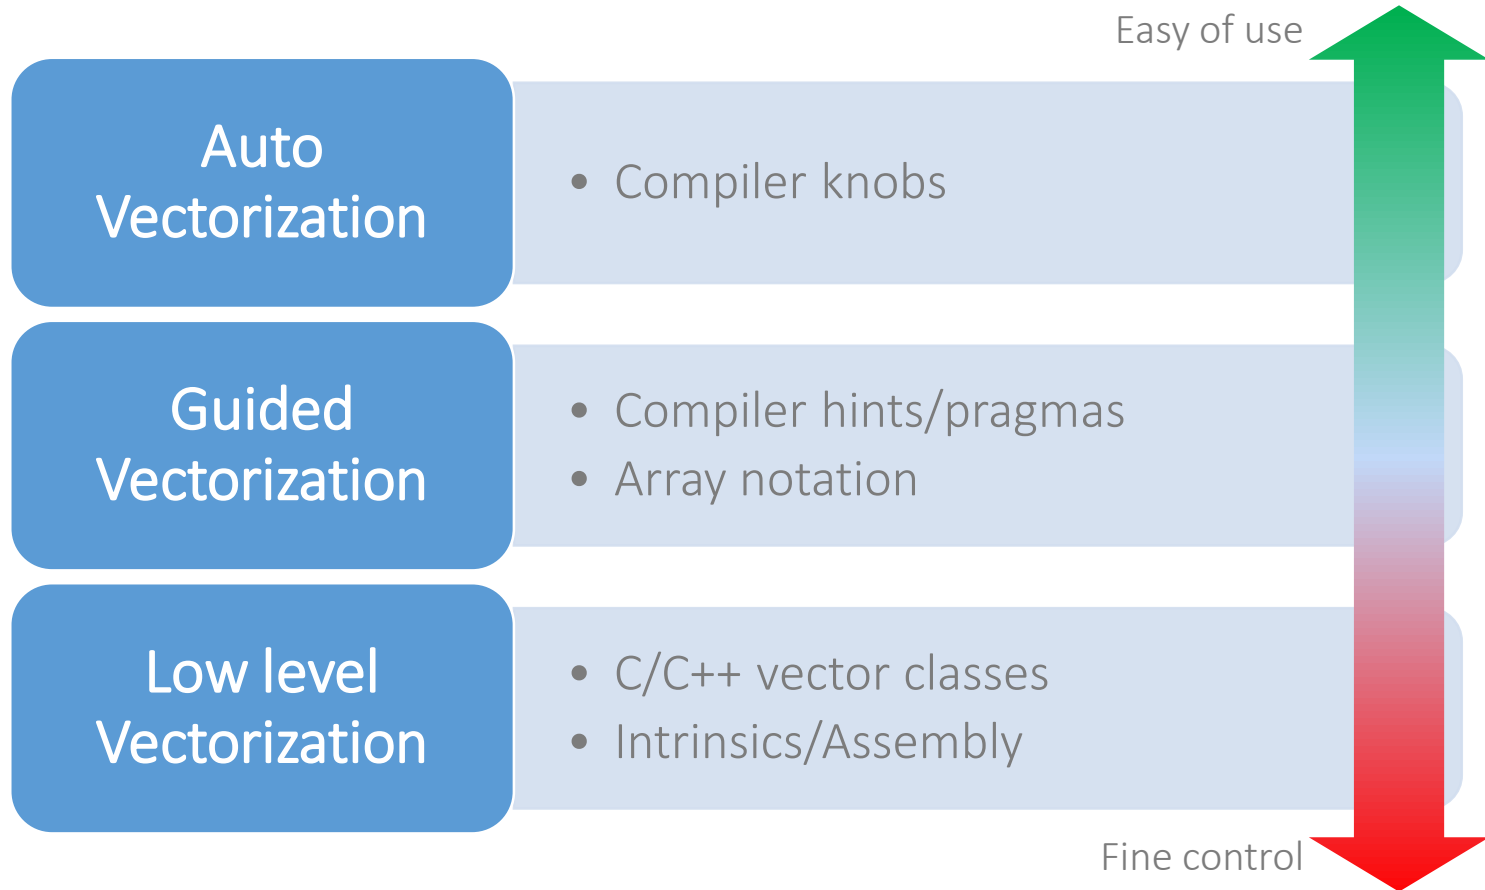 Easy of use
Auto
Vectorization
• Compiler knobs
Guided
Vectorization
• Compiler hints/pragmas
• Array notation
Low level
Vectorization
• C/C++ vector classes
• Intrinsics/Assembly
Fine control